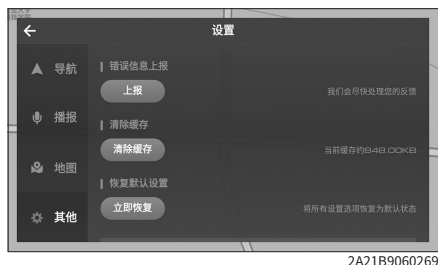 设置
导航
错误信息上报
上报
我们会尽快处理您的反馈
播报
清除缓存
清除缓存
当前缓存约848.00KB
地图
恢复默认设置
立即恢复
将所有设置选项恢复为默认状态
其他
2A21B9060269